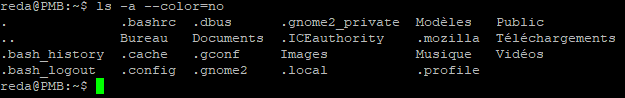 reda@PMB:~$ ls -a --color=no
. .bashrc .dbus .gnome2_private Modèles Public
.. Bureau Documents .ICEauthority .mozilla Téléchargements
.bash_history .cache .gconf Images Musique Vidéos
.bash_logout .config .gnome2 .local .profile
reda@PMB:~$